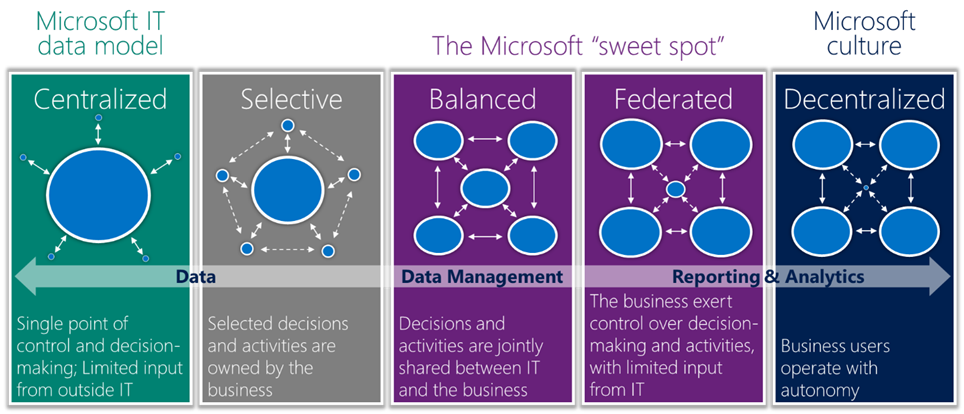 Microsoft IT
data model
The Microsoft “sweet spot”
Microsoft
culture
Centralized
Selective
Balanced
Federated
Decentralized
Data
Data Management
Reporting & Analytics
Single point of
control and decision-
making; Limited input
from outside IT
Selected decisions
and activities are
owned by the
business
Decisions and
activities are jointly
shared between IT
and the business
The business exert
control over decision-
making and activities,
with limited input
from IT
Business users
operate with
autonomy